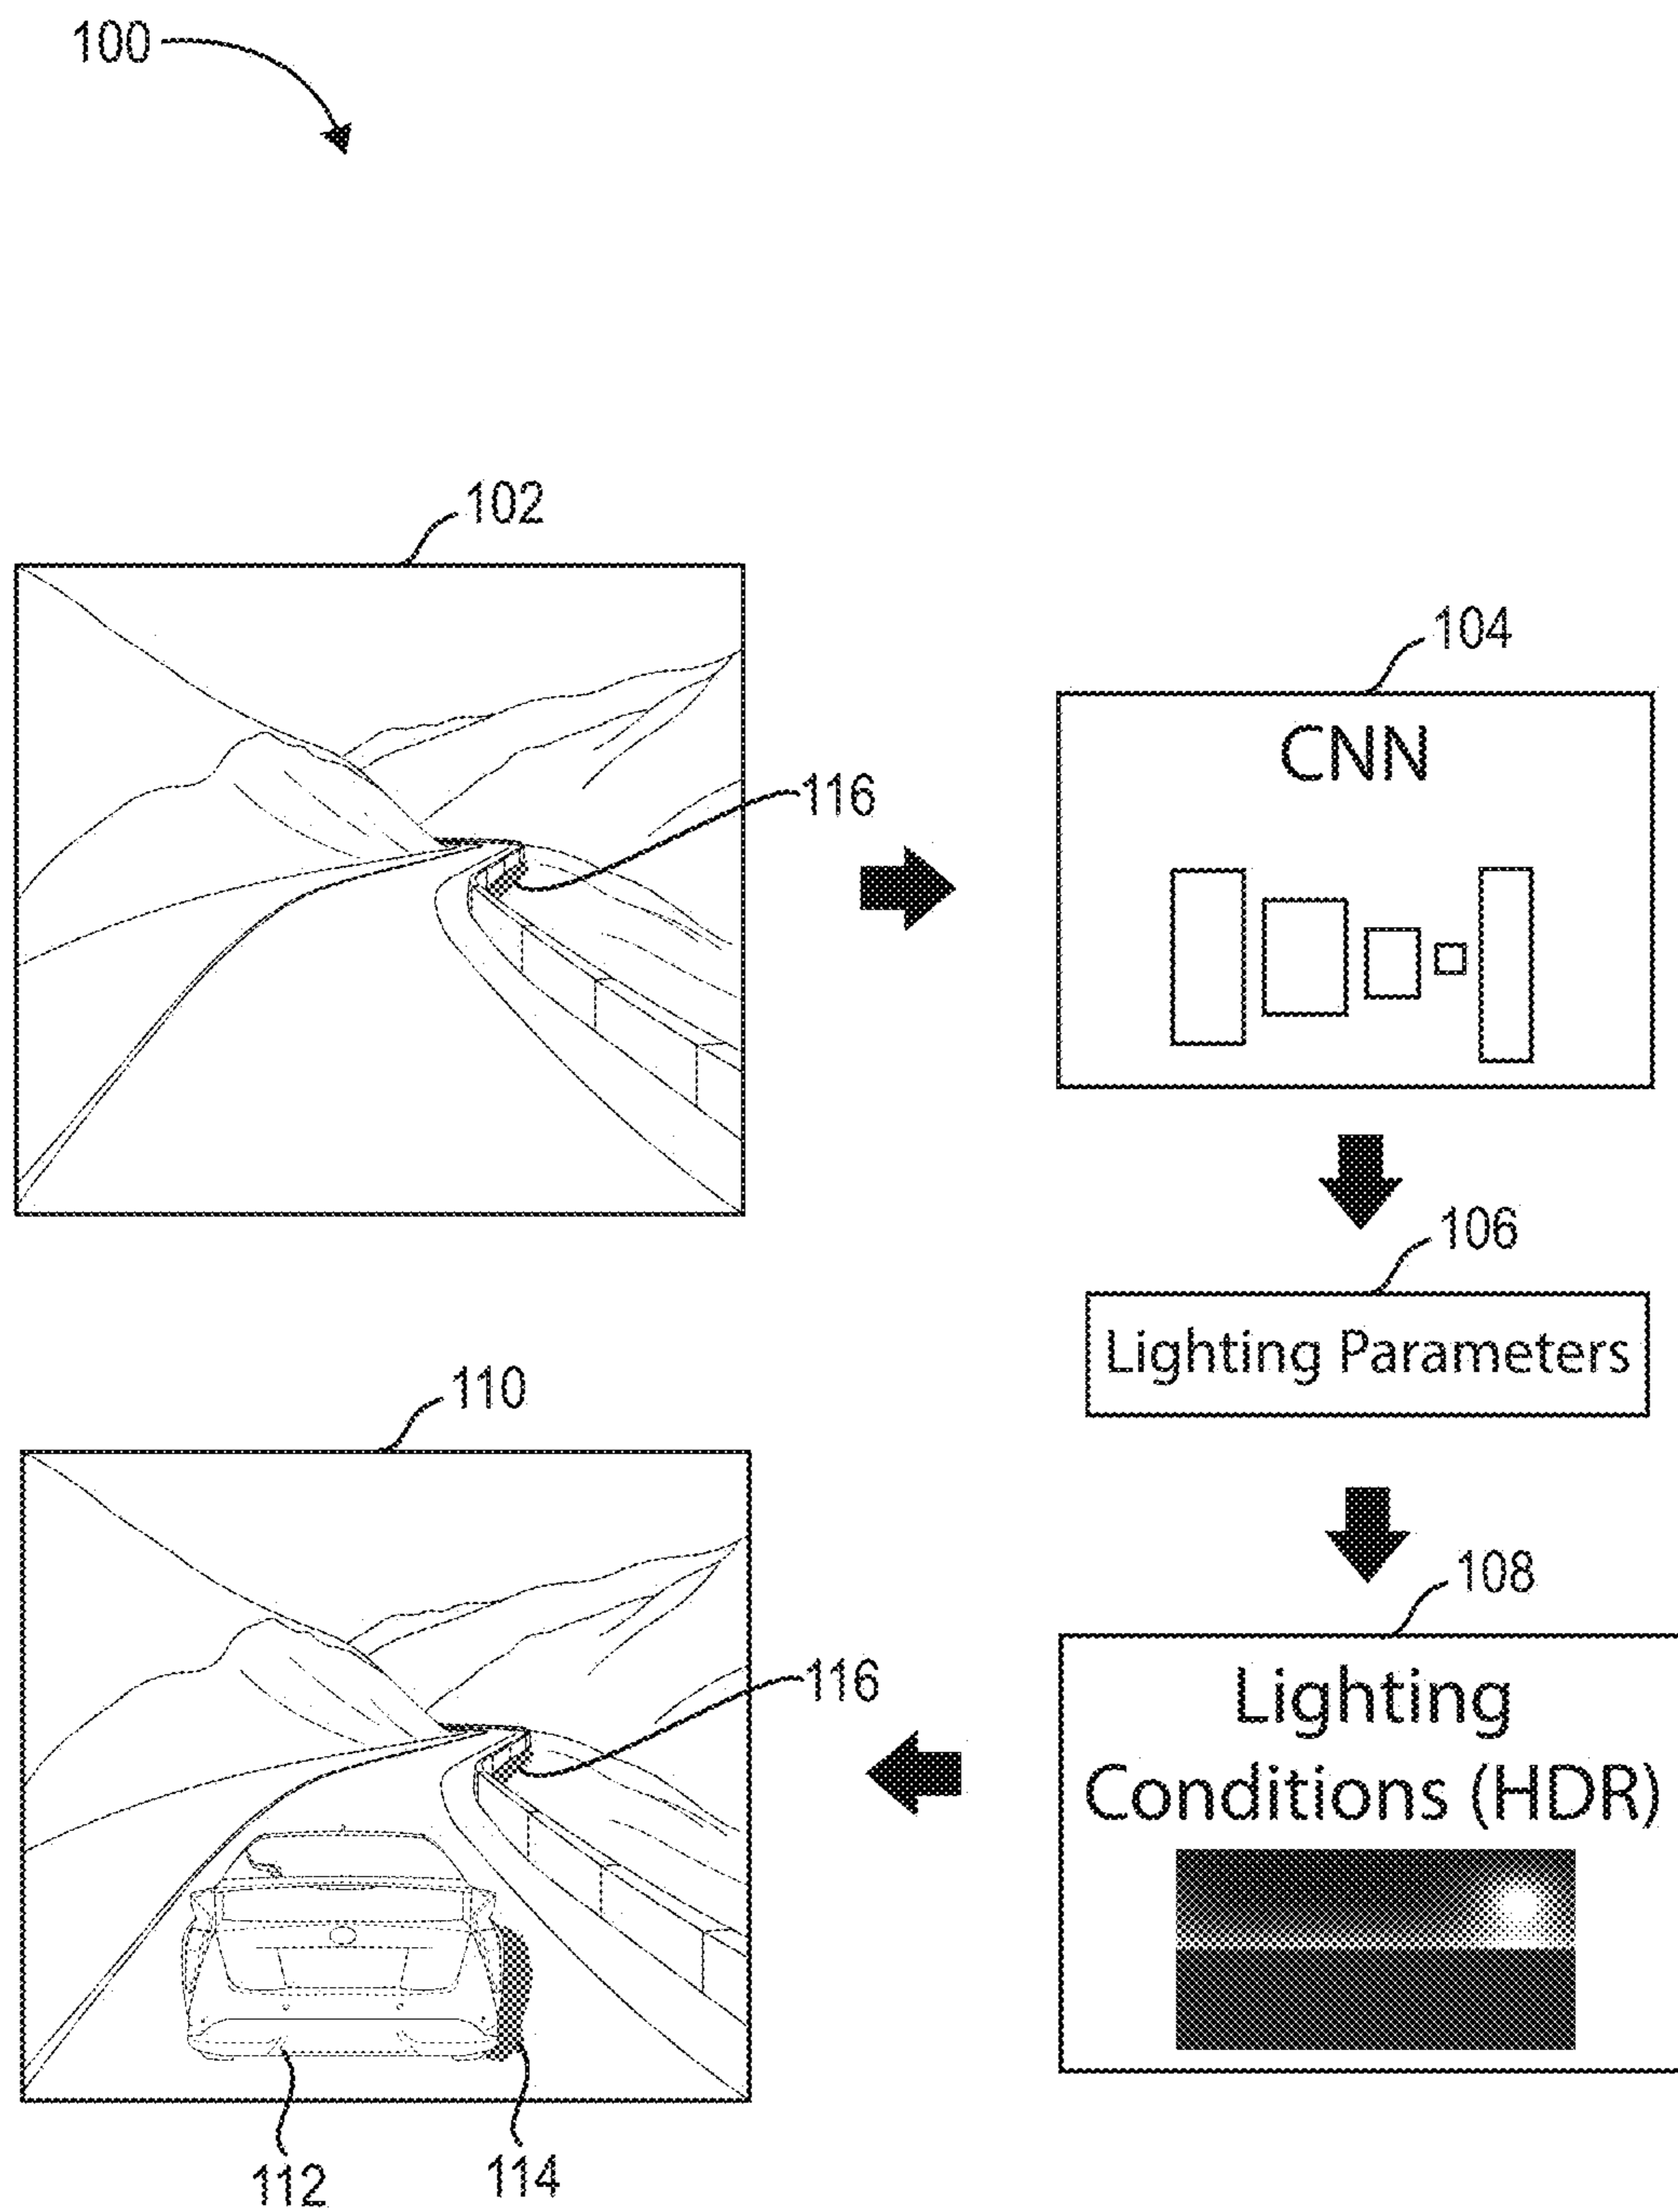 100
102
116
104
CNN
106
Lighting Parameters
108
Lighting
Conditions (HDR)
110
116
112
114